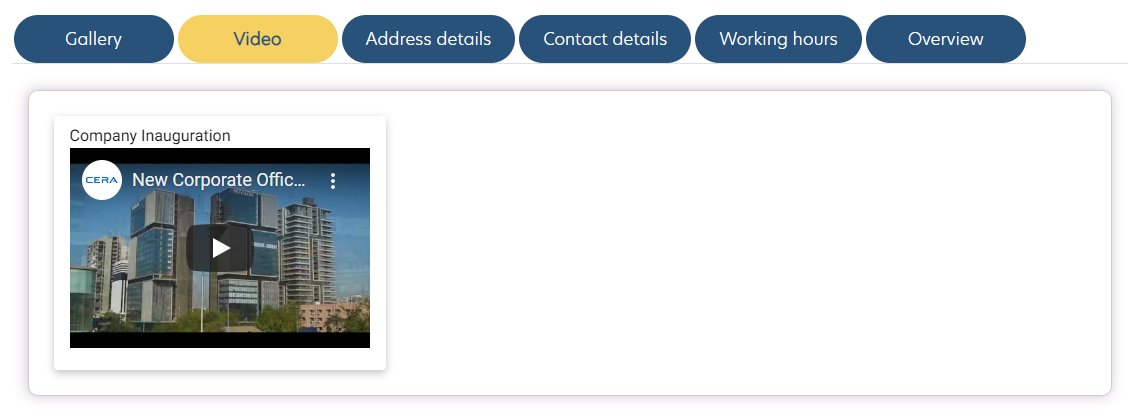 Gallery
Video
Address details
Contact details
Working hours
Overview
Company Inauguration
CERA
New Corporate Offic...